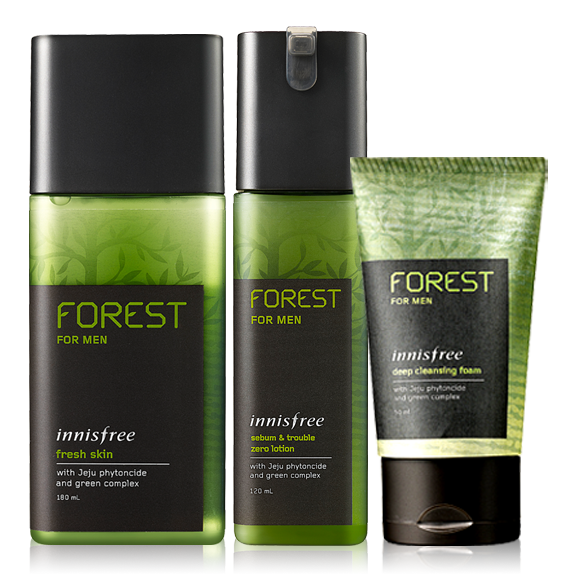 FOREST
FOR MEN
innisfree
fresh skin
with Jeju phytoncide
and green complex
180 mL
FOREST
FOR MEN
innisfree
sebum & trouble
zero lotion
with Jeju phytoncide
and green complex
120 mL
FOREST
FOR MEN
innisfree
deep cleansing foam
with Jeju phytoncide
and green complex